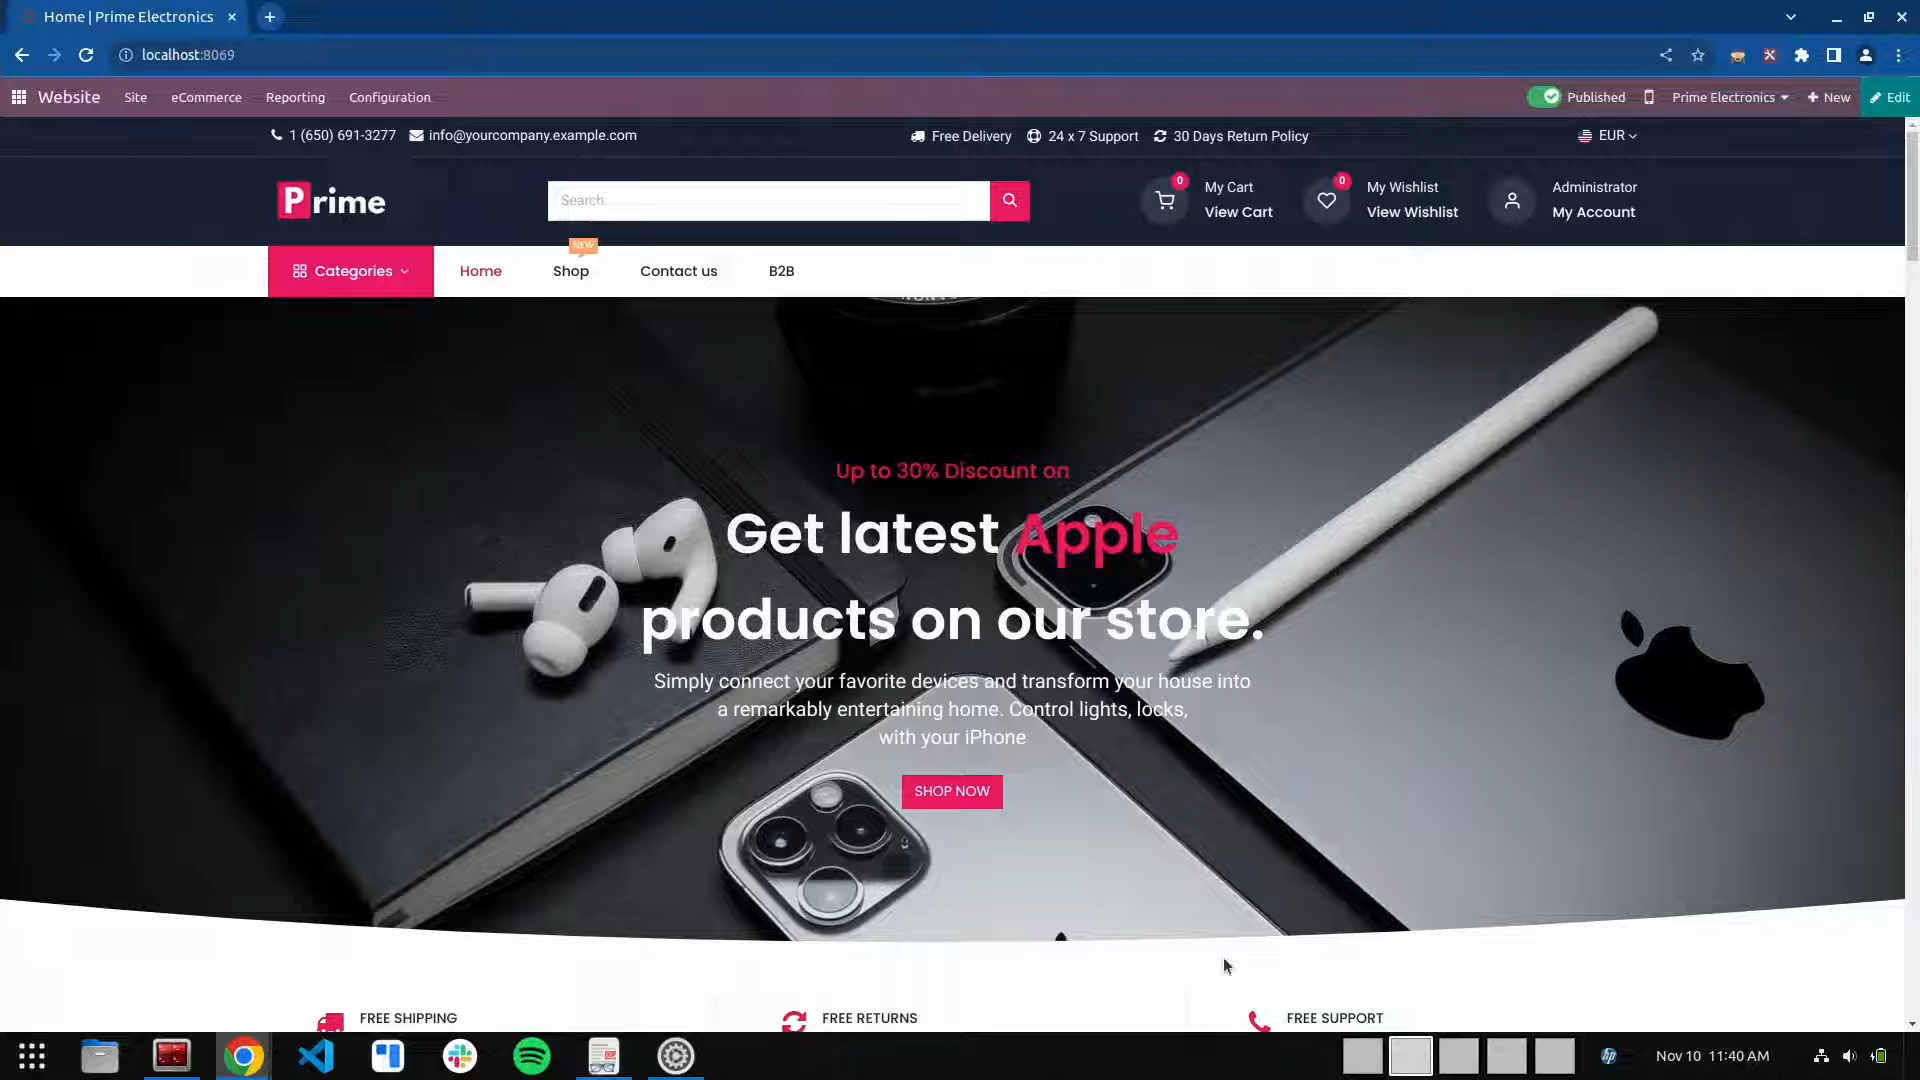 Home | Prime Electronics
localhost:8069
Website Site eCommerce Reporting Configuration Published Prime Electronics New Edit
1 (650) 691-3277 info@yourcompany.example.com Free Delivery 24 x 7 Support 30 Days Return Policy EUR
Prime
Search
0
My Cart
View Cart
0
My Wishlist
View Wishlist
Administrator
My Account
NEW
Categories Home Shop Contact us B2B
Up to 30% Discount on
Get latest Apple
products on our store.
Simply connect your favorite devices and transform your house into
a remarkably entertaining home. Control lights, locks,
with your iPhone
SHOP NOW
FREE SHIPPING FREE RETURNS FREE SUPPORT
hp
Nov 10 11:40 AM